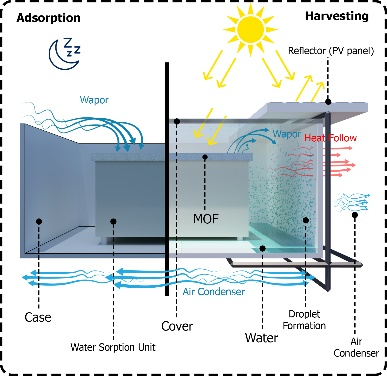 Adsorption
Harvesting
Zzz
Reflector (PV panel)
Wapor
Wapor
Heat Follow
MOF
Air Condenser
Case
Water Sorption Unit
Cover
Water
Droplet
Formation
Air
Condenser